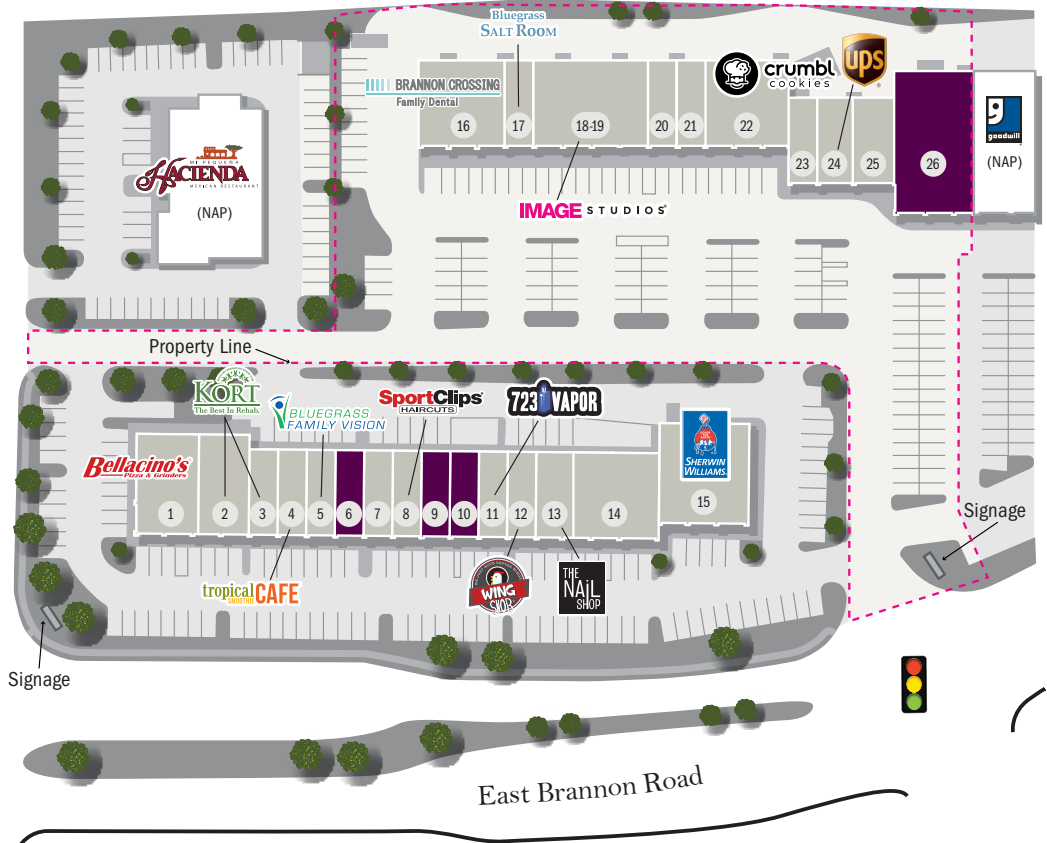 Bluegrass
SALT ROOM
BRANNON CROSSING
Family Dental
crumbl
cookies
ups
goodwill
(NAP)
16
17
18-19
20
21
22
23
24
25
26
MI PEQUEÑA
HACIENDA
MEXICAN RESTAURANT
(NAP)
IMAGE STUDIOS
Property Line
KORT
The Best In Rehab.
BLUEGRASS
FAMILY VISION
SportClips
HAIRCUTS
723 VAPOR
SHERWIN
WILLIAMS.
Bellacino's
Pizza & Grinders
1
2
3
4
5
6
7
8
9
10
11
12
13
14
15
Signage
tropical
SMOOTHIE
CAFE
WING
SNOB
THE
NAIL
SHOP
Signage
East Brannon Road